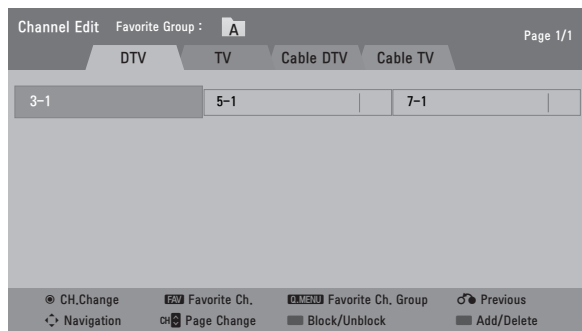 Channel Edit Favorite Group : A
Page 1/1
DTV TV Cable DTV Cable TV
3-1 5-1 7-1
CH.Change FAV Favorite Ch. Q.MENU Favorite Ch. Group Previous
Navigation CH Page Change Block/Unblock Add/Delete